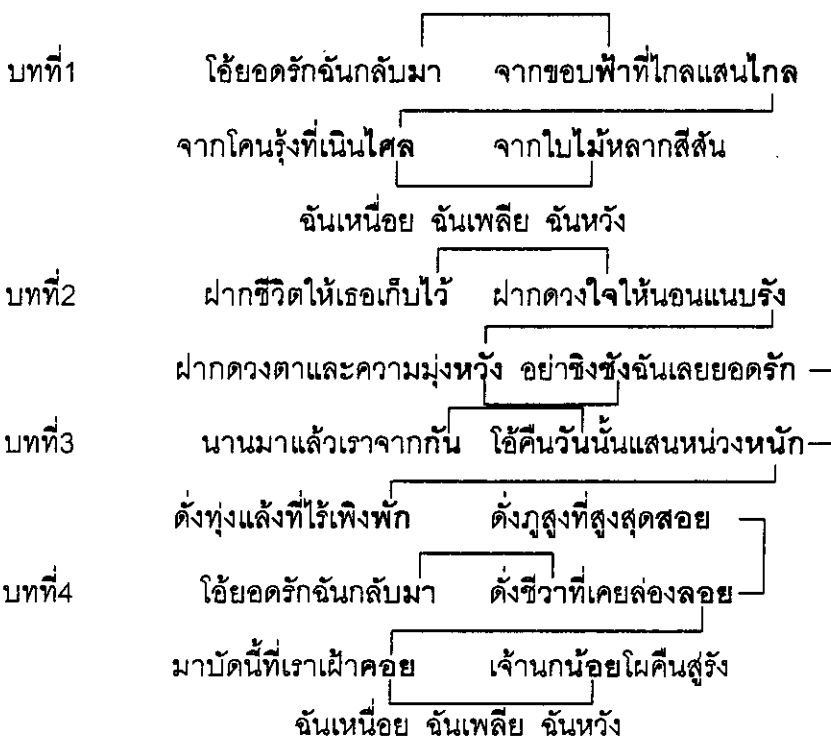 บทที่1 โอ้ยอดรักฉันกลับมา จากขอบฟ้าที่ไกลแสนไกล
จากโคนรุ้งที่เนินไศล จากใบไม้หลากสีสัน
ฉันเหนื่อย ฉันเพลีย ฉันหวัง
บทที่2 ฝากชีวิตให้เธอเก็บไว้ ฝากดวงใจให้นอนแนบรัง
ฝากดวงตาและความมุ่งหวัง อย่าชิงชังฉันเลยยอดรัก
บทที่3 นานมาแล้วเราจากกัน โอ้คืนวันนั้นแสนหน่วงหนัก
ดั่งทุ่งแล้งที่ไร้เพิงพัก ดั่งภูสูงที่สูงสุดสอย
บทที่4 โอ้ยอดรักฉันกลับมา ดั่งชีวาที่เคยล่องลอย
มาบัดนี้ที่เราเฝ้าคอย เจ้านกน้อยโผคืนสู่รัง
ฉันเหนื่อย ฉันเพลีย ฉันหวัง